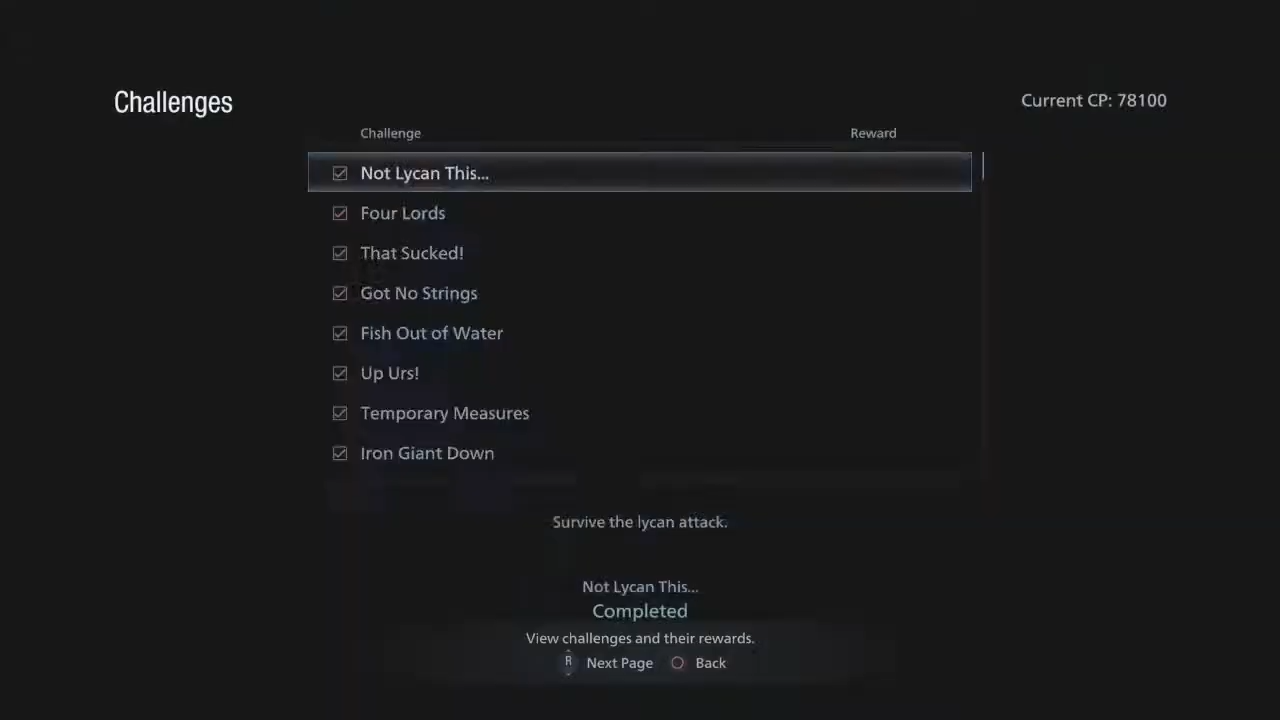 Challenges
Current CP: 78100
Challenge
Reward
Not Lycan This...
Four Lords
That Sucked!
Got No Strings
Fish Out of Water
Up Urs!
Temporary Measures
Iron Giant Down
Survive the lycan attack.
Not Lycan This...
Completed
View challenges and their rewards.
R Next Page Back